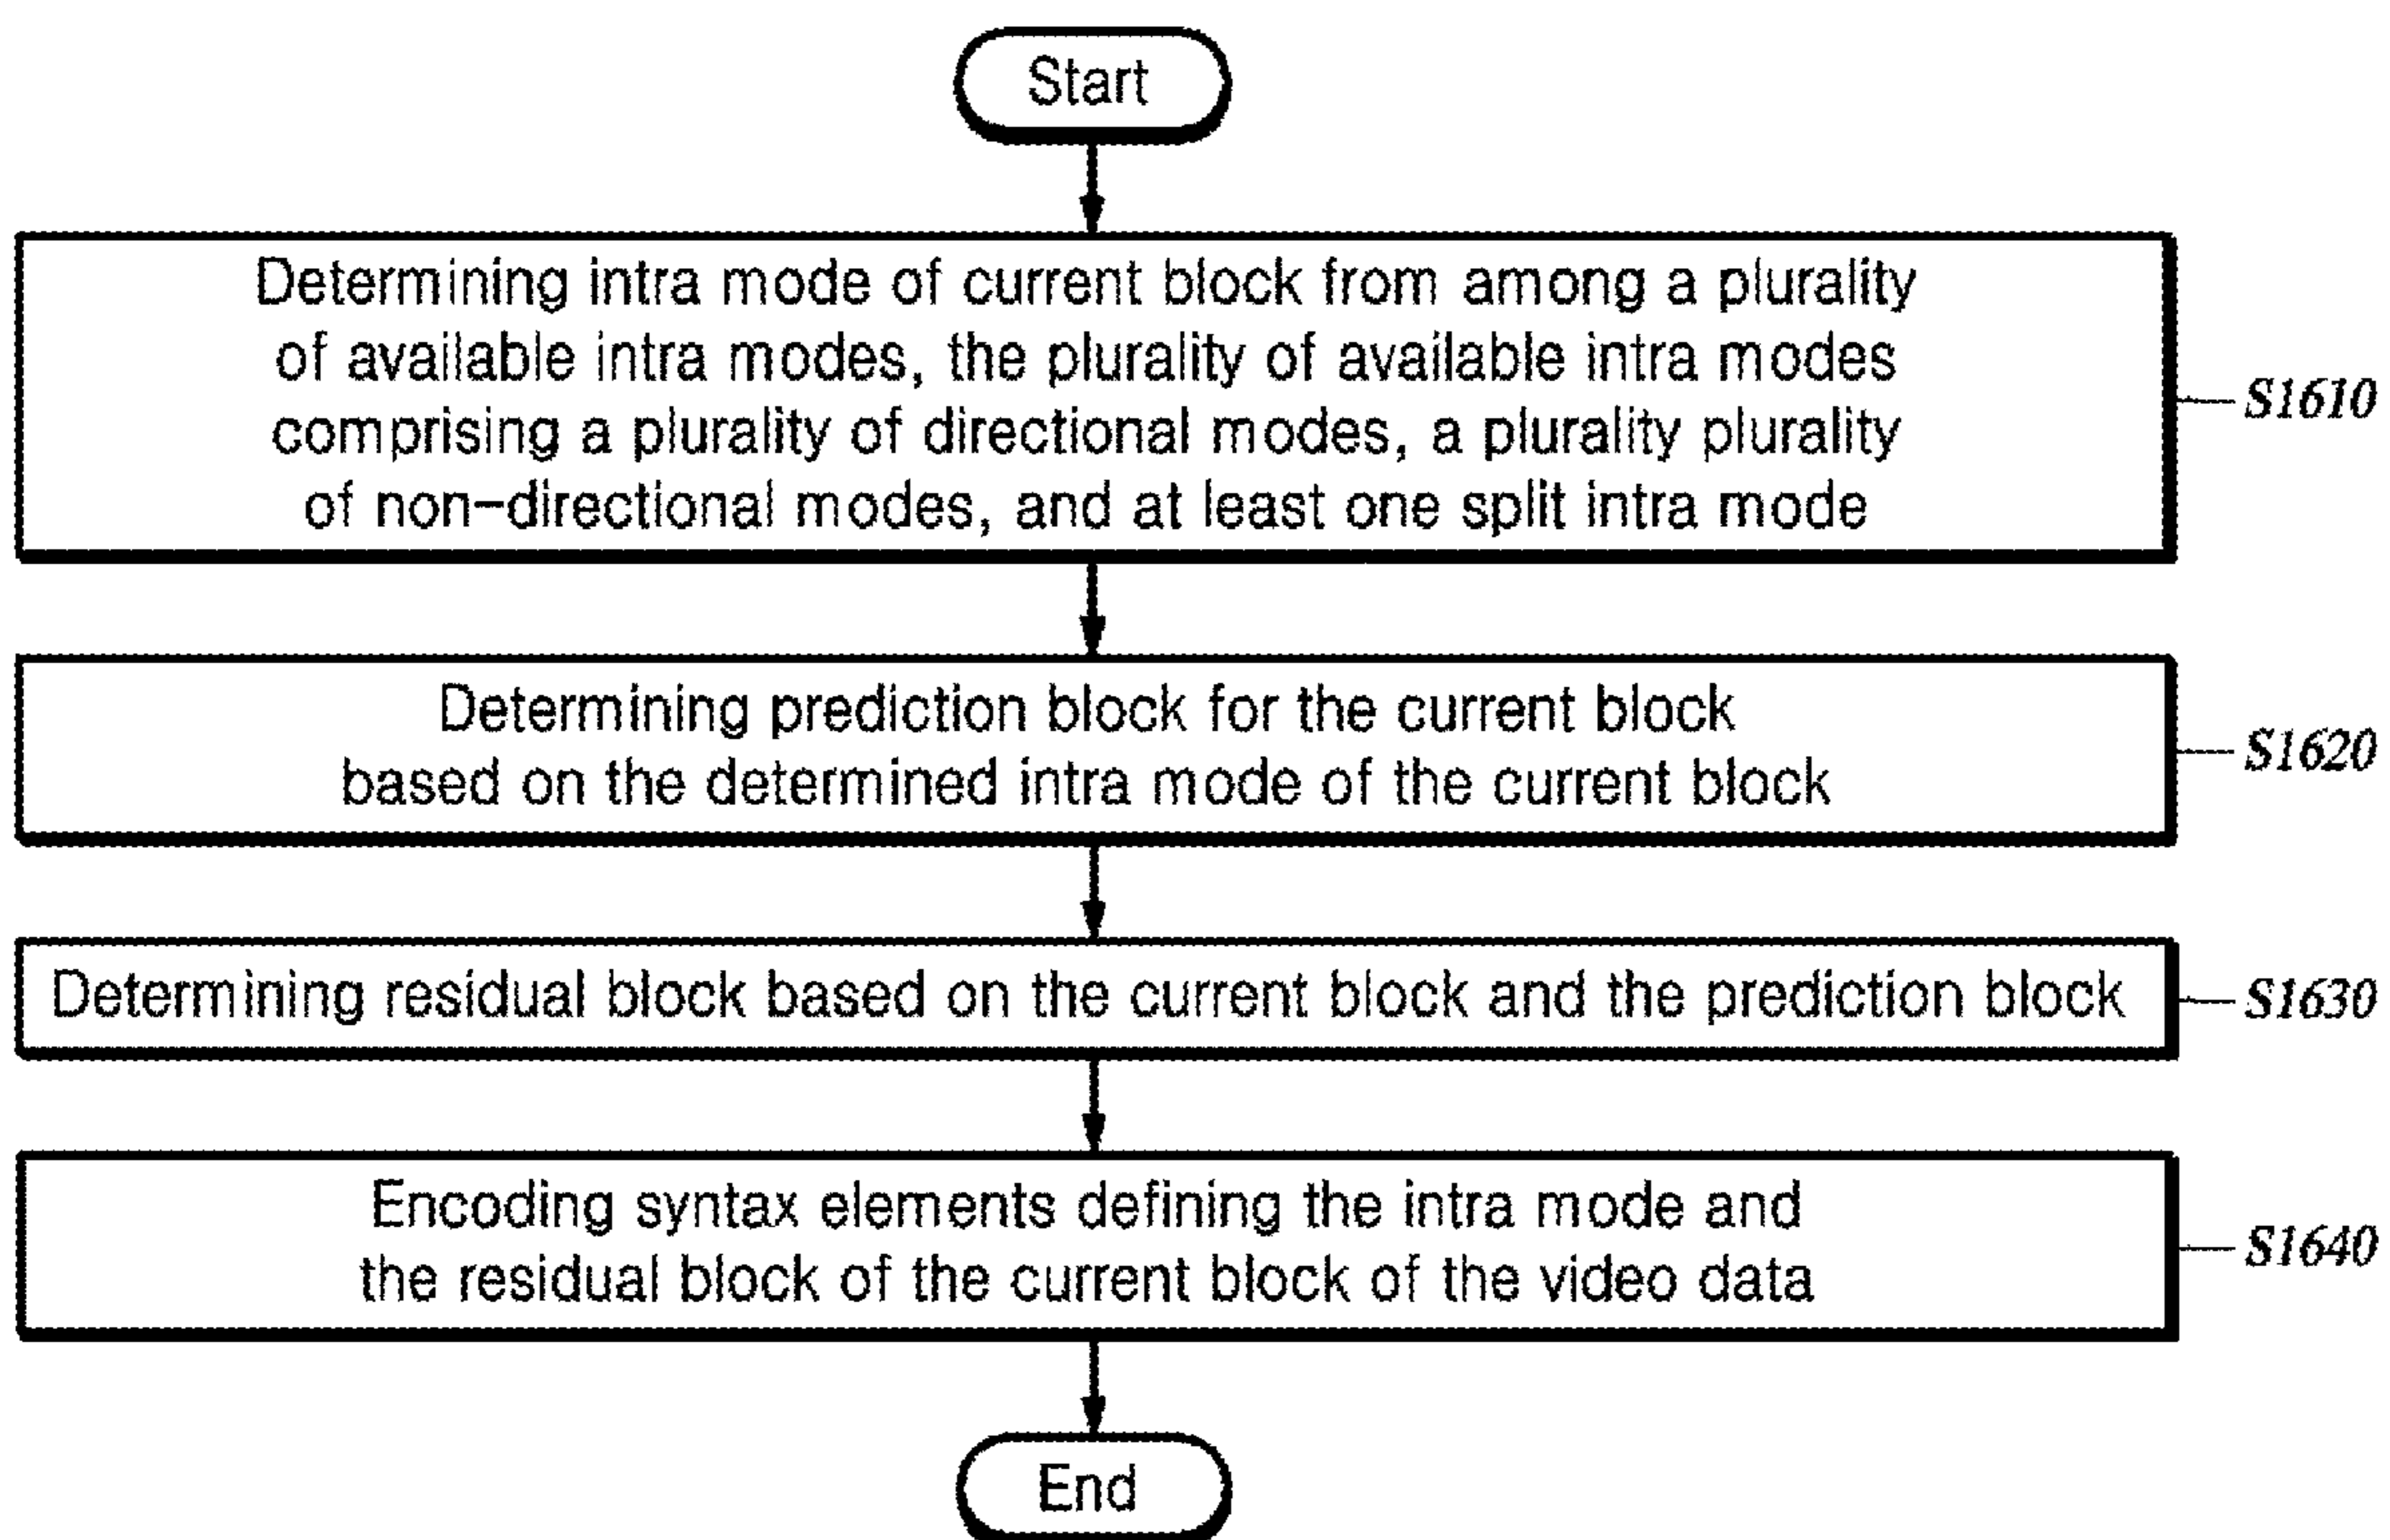 Start
Determining intra mode of current block from among a plurality
of available intra modes, the plurality of available intra modes
comprising a plurality of directional modes, a plurality plurality
of non-directional modes, and at least one split intra mode
S1610
Determining prediction block for the current block
based on the determined intra mode of the current block
S1620
Determining residual block based on the current block and the prediction block
S1630
Encoding syntax elements defining the intra mode and
the residual block of the current block of the video data
S1640
End